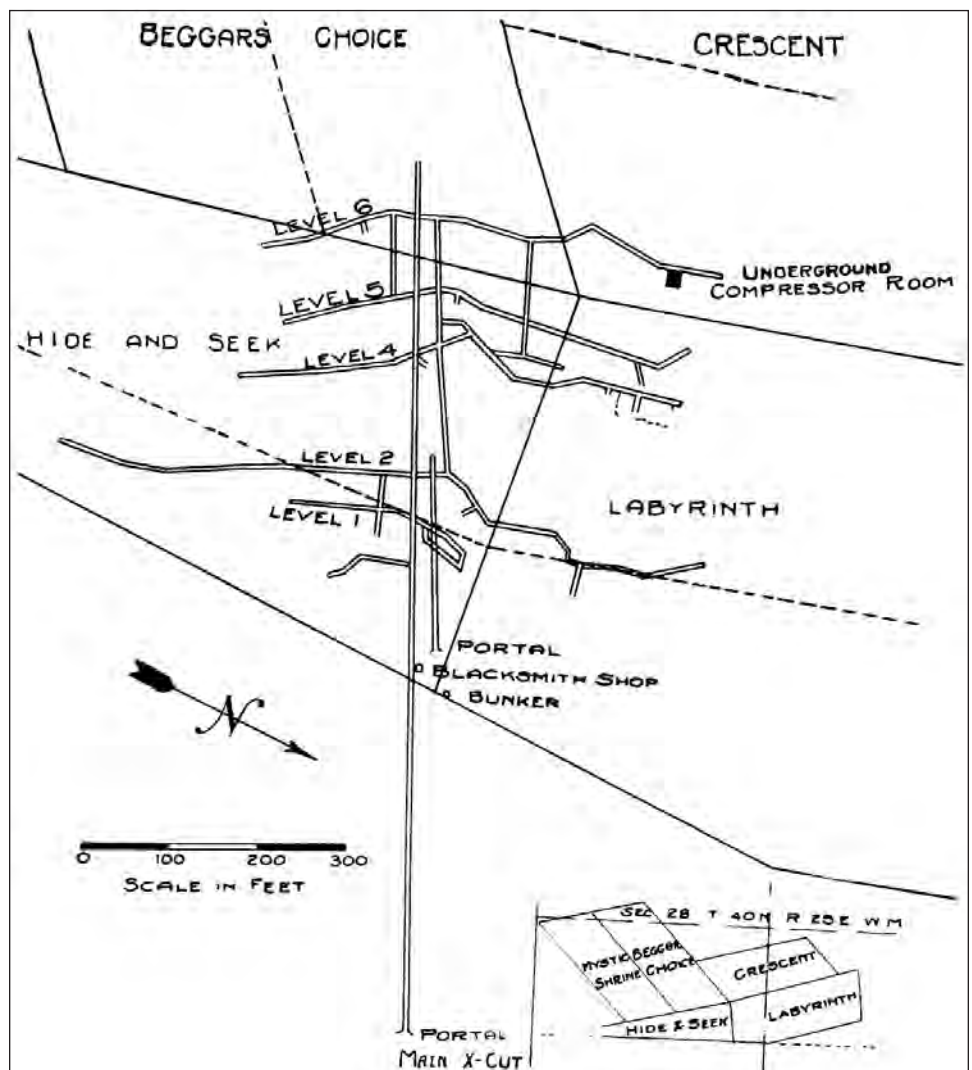 BEGGARS CHOICE
CRESCENT
LEVEL 6
UNDERGROUND
COMPRESSOR ROOM
LEVEL 5
HIDE AND SEEK
LEVEL 4
LEVEL 2
LABYRINTH
LEVEL 1
PORTAL
BLACKSMITH SHOP
BUNKER
N
0 100 200 300
SCALE IN FEET
SEC 28 T 40N R 25E WM
MYSTIC
SHRINE
BEGGAR
CHOICE
CRESCENT
LABYRINTH
HIDE & SEEK
PORTAL
MAIN X-CUT